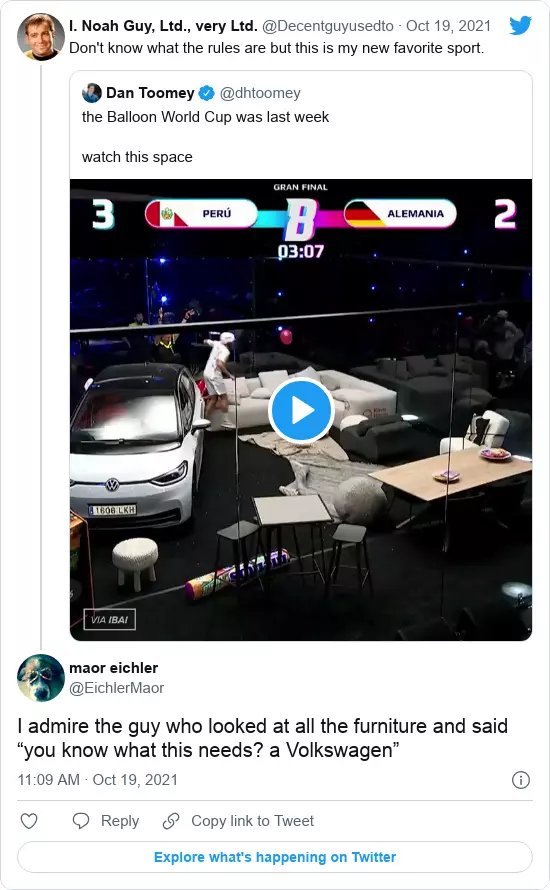 I. Noah Guy, Ltd., very Ltd. @Decentguyusedto · Oct 19, 2021
Don't know what the rules are but this is my new favorite sport.
Dan Toomey @dhtoomey
the Balloon World Cup was last week
watch this space
GRAN FINAL
3 PERÚ B ALEMANIA 2
03:07
1606 LKH
VIA IBAI
maor eichler
@EichlerMaor
I admire the guy who looked at all the furniture and said
“you know what this needs? a Volkswagen”
11:09 AM · Oct 19, 2021
Reply Copy link to Tweet
Explore what's happening on Twitter